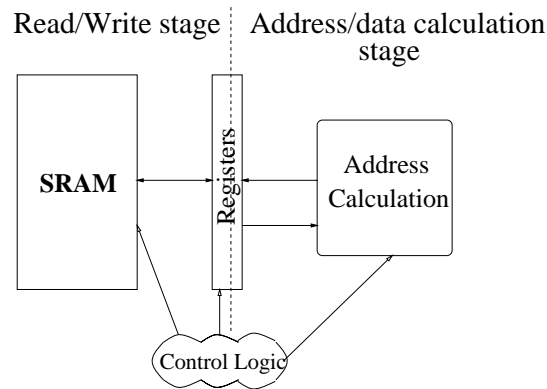 Read/Write stage
Address/data calculation
stage
SRAM
Registers
Address
Calculation
Control Logic